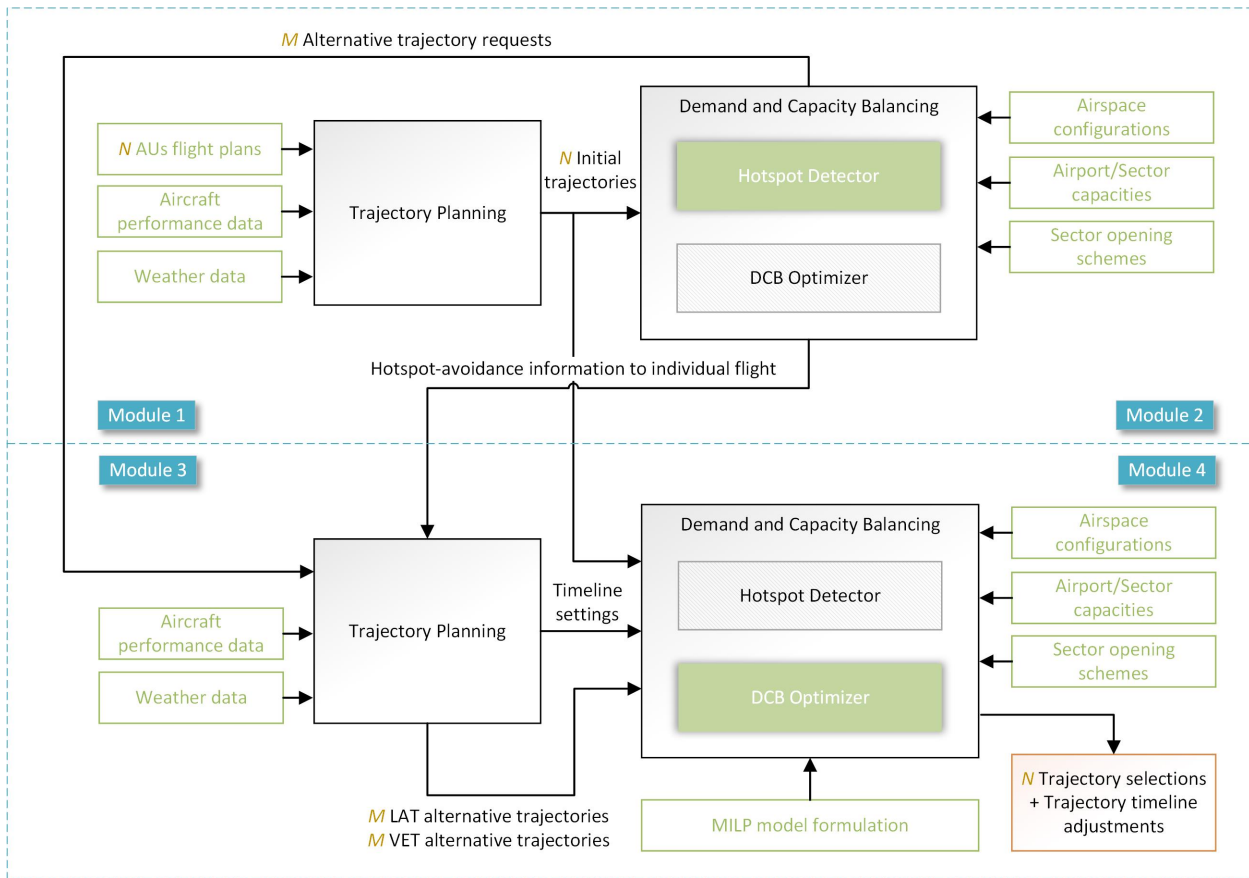 M Alternative trajectory requests
N AUs flight plans
Aircraft
performance data
Weather data
Trajectory Planning
N Initial
trajectories
Demand and Capacity Balancing
Hotspot Detector
DCB Optimizer
Airspace
configurations
Airport/Sector
capacities
Sector opening
schemes
Hotspot-avoidance information to individual flight
Module 1
Module 2
Module 3
Module 4
Aircraft
performance data
Weather data
Trajectory Planning
Timeline
settings
Demand and Capacity Balancing
Hotspot Detector
DCB Optimizer
Airspace
configurations
Airport/Sector
capacities
Sector opening
schemes
M LAT alternative trajectories
M VET alternative trajectories
MILP model formulation
N Trajectory selections
+ Trajectory timeline
adjustments